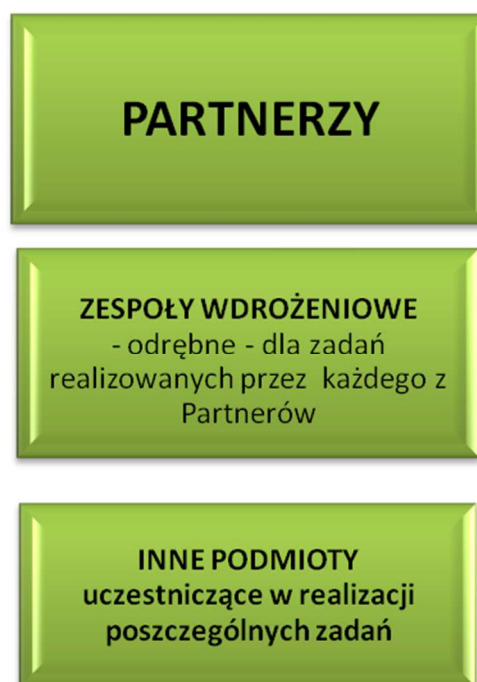 PARTNERZY
ZESPOŁY WDROŻENIOWE
- odrębne - dla zadań
realizowanych przez każdego z
Partnerów
INNE PODMIOTY
uczestniczące w realizacji
poszczególnych zadań